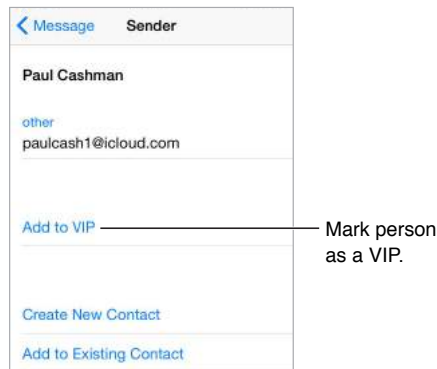 Message Sender
Paul Cashman
other
paulcash1@icloud.com
Add to VIP
Mark person
as a VIP.
Create New Contact
Add to Existing Contact